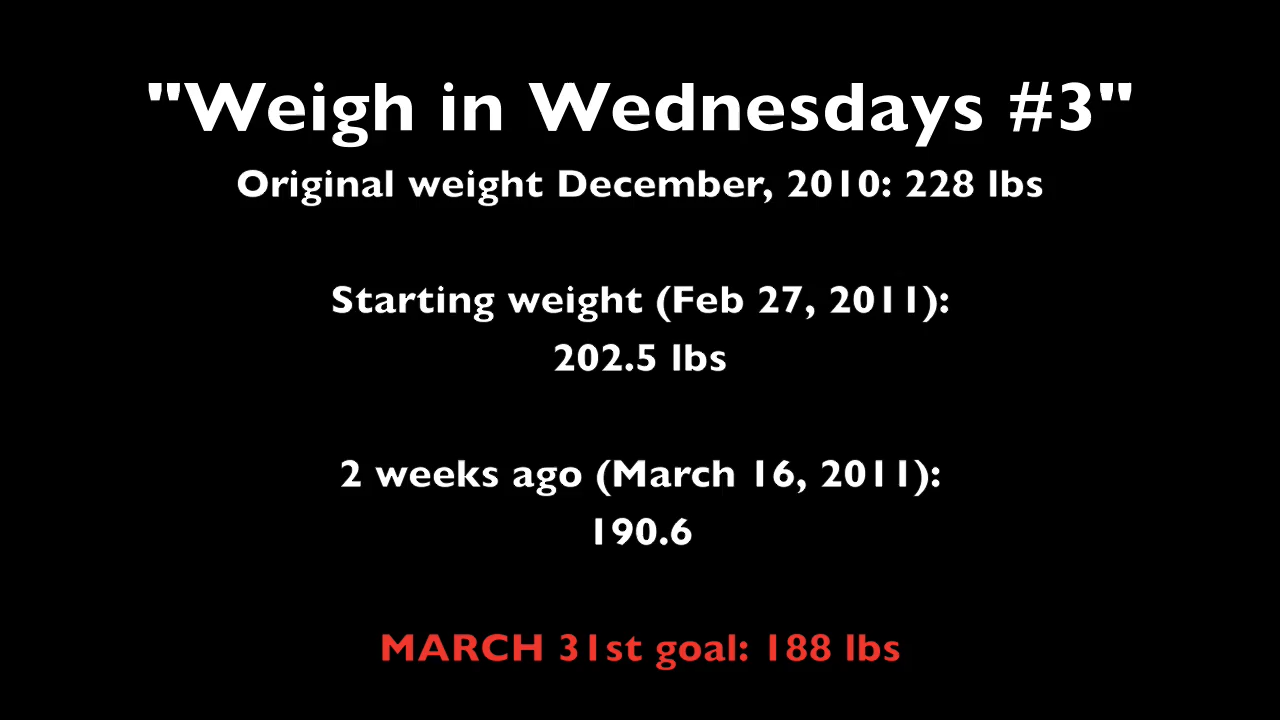 "Weigh in Wednesdays #3"
Original weight December, 2010: 228 lbs
Starting weight (Feb 27, 2011):
202.5 lbs
2 weeks ago (March 16, 2011):
190.6
MARCH 31st goal: 188 lbs